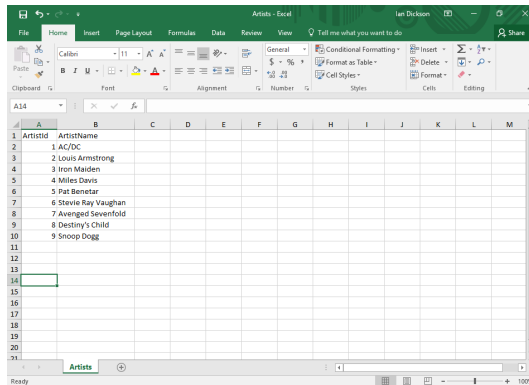 Artists - Excel
Ian Dickson
File Home Insert Page Layout Formulas Data Review View Tell me what you want to do Share
Paste
Calibri 11
B I U
General
$ - % ,
Conditional Formatting
Format as Table
Cell Styles
Insert
Delete
Format
Clipboard Font Alignment Number Styles Cells Editing
A14 fx
A B C D E F G H I J K L M
1 ArtistId ArtistName
2 1 AC/DC
3 2 Louis Armstrong
4 3 Iron Maiden
5 4 Miles Davis
6 5 Pat Benetar
7 6 Stevie Ray Vaughan
8 7 Avenged Sevenfold
9 8 Destiny's Child
10 9 Snoop Dogg
11
12
13
14
15
16
17
18
19
20
21
Artists
Ready 100